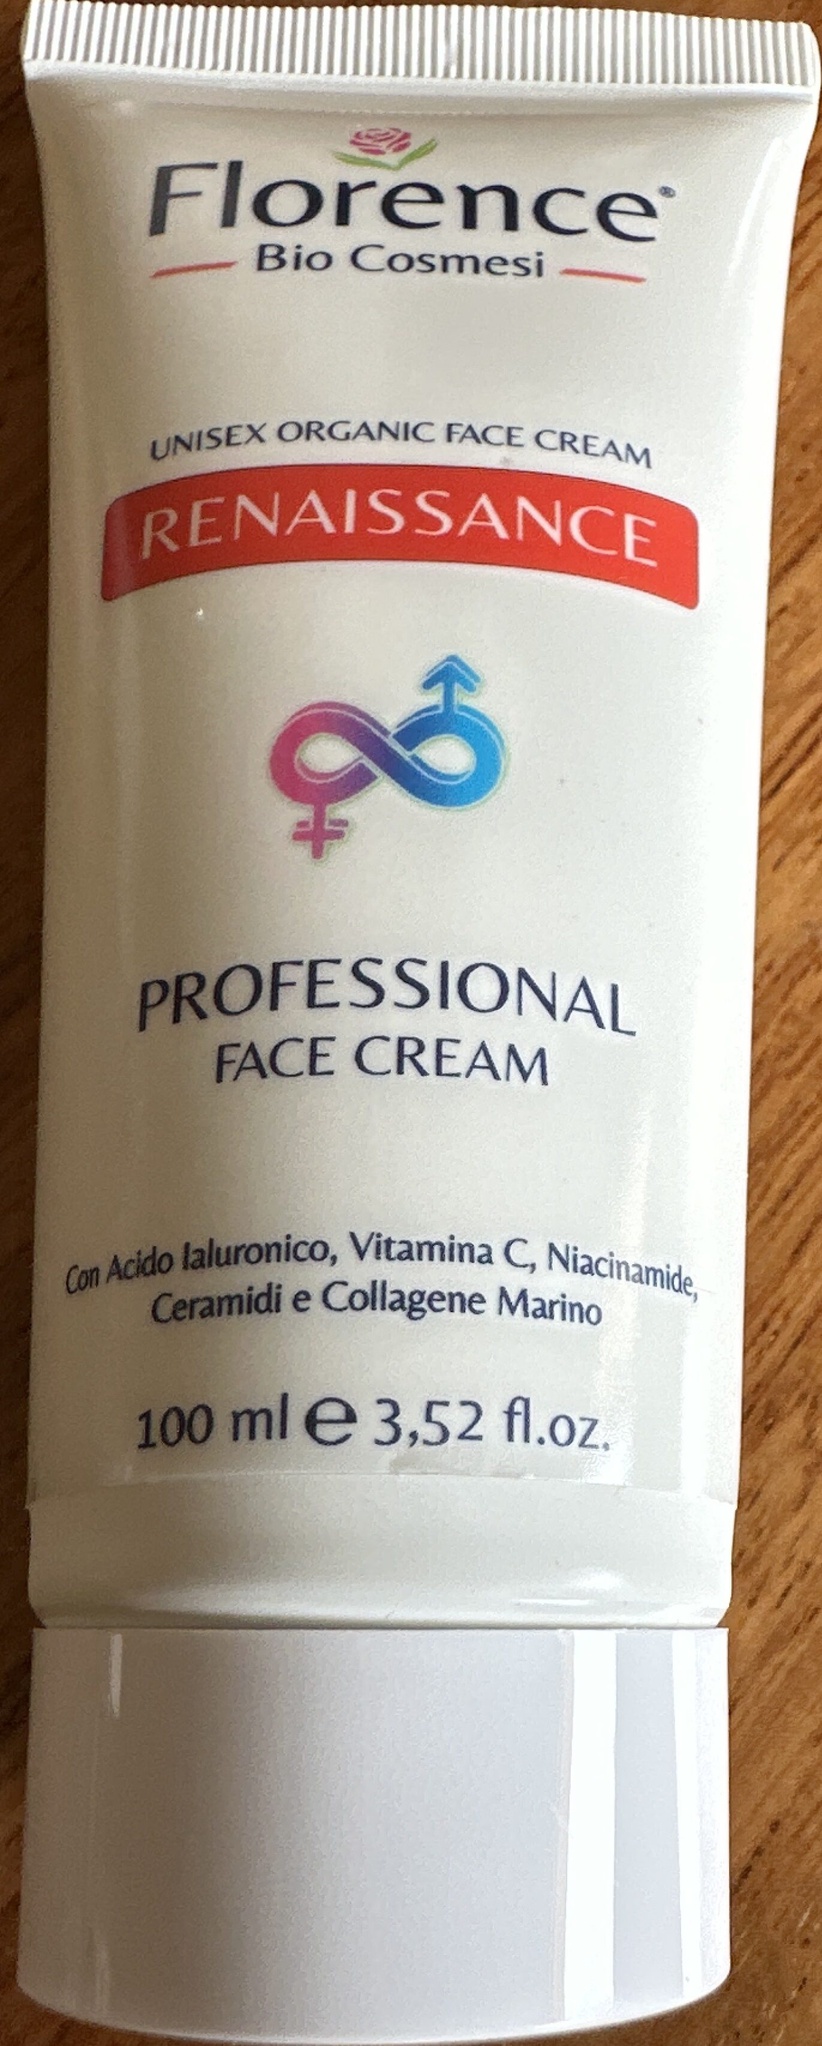 Florence®
Bio Cosmesi
UNISEX ORGANIC FACE CREAM
RENAISSANCE
PROFESSIONAL
FACE CREAM
Con Acido Ialuronico, Vitamina C, Niacinamide,
Ceramidi e Collagene Marino
100 ml ℮ 3,52 fl.oz.